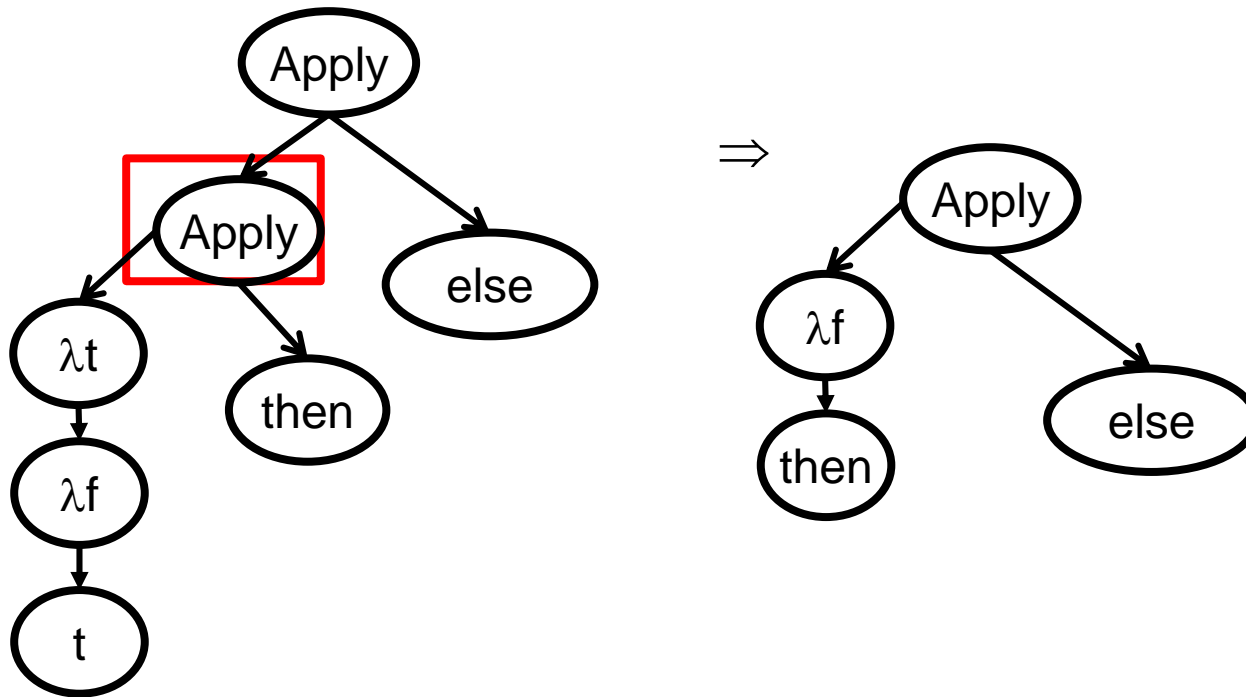 Apply
Apply
else
λt
then
λf
t
⇒
Apply
λf
else
then